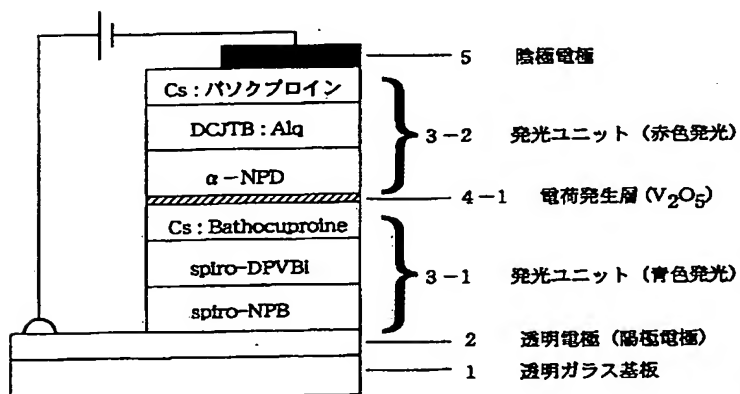 5 陰極電極
Cs:バソクプロイン
DCJTB:Alq
3-2 発光ユニット (赤色発光)
α-NPD
4-1 電荷発生層 (V₂O₅)
Cs:Bathocuproine
spiro-DPVBi
3-1 発光ユニット (青色発光)
spiro-NPB
2 透明電極 (陽極電極)
1 透明ガラス基板